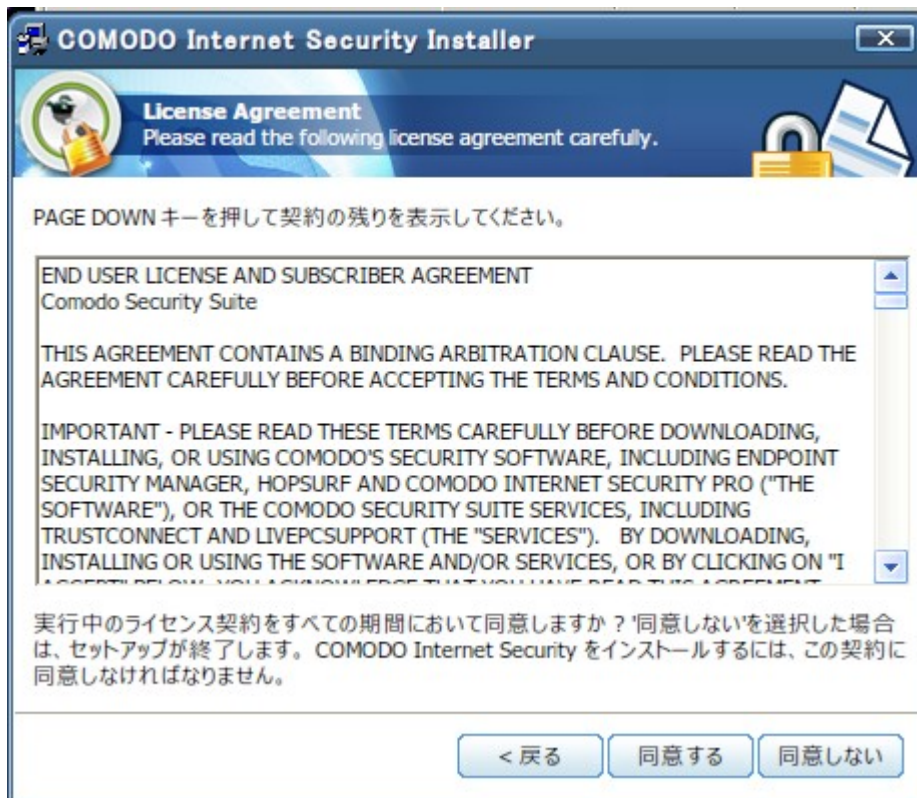 COMODO Internet Security Installer
License Agreement
Please read the following license agreement carefully.
PAGE DOWN キーを押して契約の残りを表示してください。
END USER LICENSE AND SUBSCRIBER AGREEMENT
Comodo Security Suite
THIS AGREEMENT CONTAINS A BINDING ARBITRATION CLAUSE.  PLEASE READ THE
AGREEMENT CAREFULLY BEFORE ACCEPTING THE TERMS AND CONDITIONS.
IMPORTANT - PLEASE READ THESE TERMS CAREFULLY BEFORE DOWNLOADING,
INSTALLING, OR USING COMODO'S SECURITY SOFTWARE, INCLUDING ENDPOINT
SECURITY MANAGER, HOPSURF AND COMODO INTERNET SECURITY PRO ("THE
SOFTWARE"), OR THE COMODO SECURITY SUITE SERVICES, INCLUDING
TRUSTCONNECT AND LIVEPCSUPPORT (THE "SERVICES").   BY DOWNLOADING,
INSTALLING OR USING THE SOFTWARE AND/OR SERVICES, OR BY CLICKING ON "I
ACCEPT" BELOW, YOU ACKNOWLEDGE THAT YOU HAVE READ THIS AGREEMENT
実行中のライセンス契約をすべての期間において同意しますか ? '同意しない'を選択した場合
は、セットアップが終了します。 COMODO Internet Security をインストールするには、この契約に
同意しなければなりません。
< 戻る
同意する
同意しない